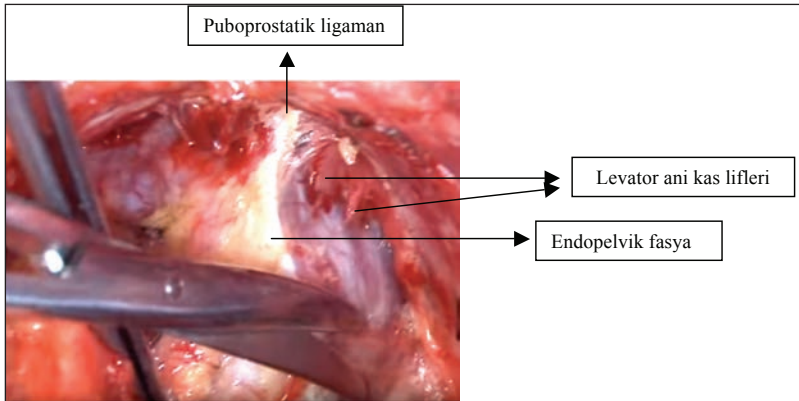 Puboprostatik ligaman
Levator ani kas lifleri
Endopelvik fasya